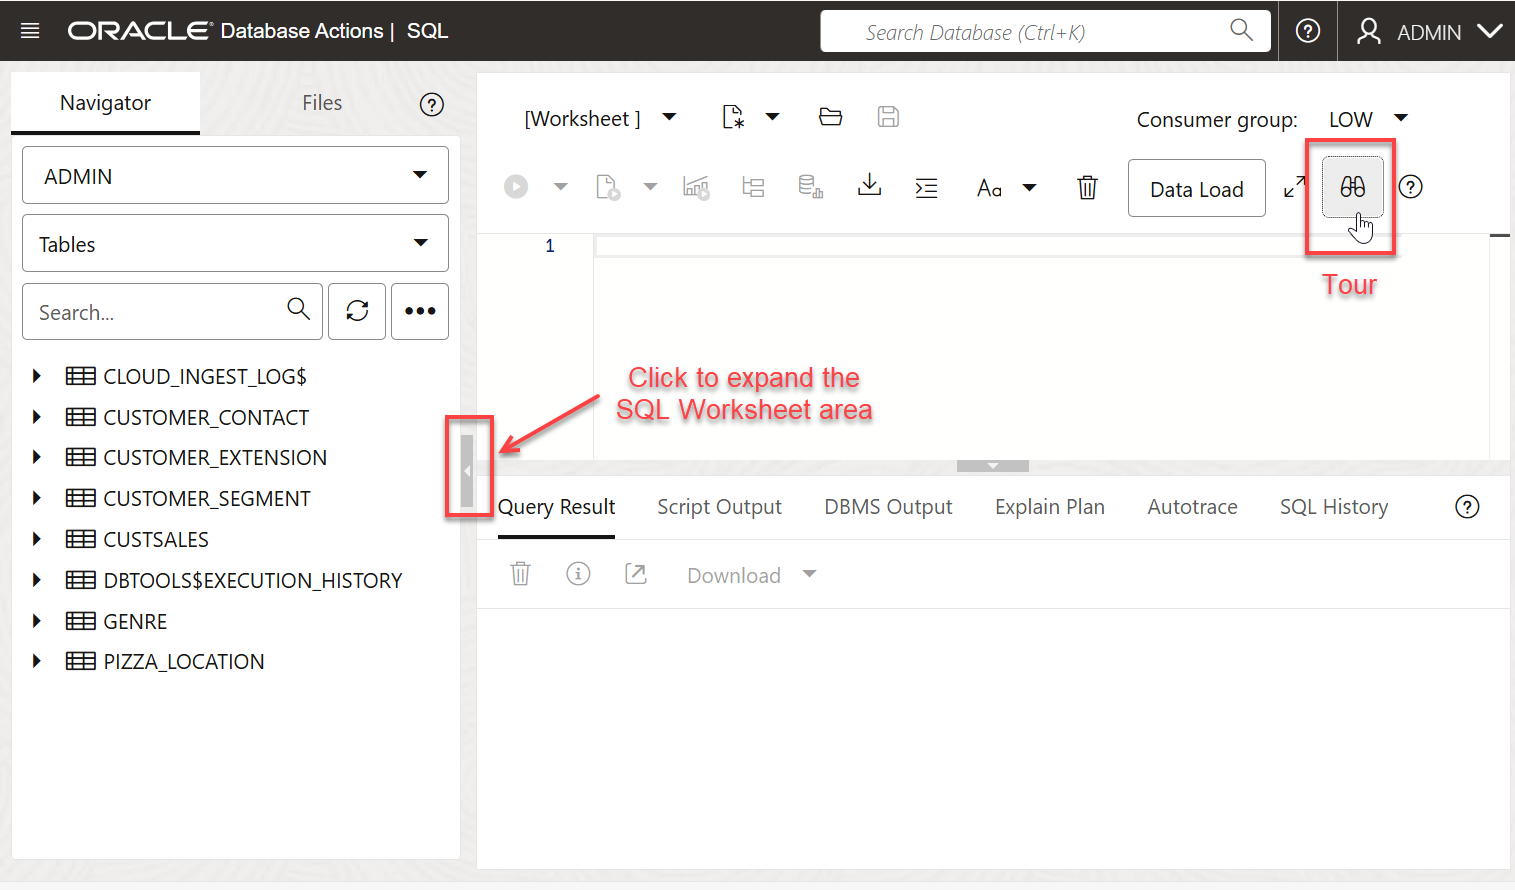 ORACLE Database Actions | SQL
Search Database (Ctrl+K)
ADMIN
Navigator
Files
ADMIN
Tables
Search...
CLOUD_INGEST_LOG$
CUSTOMER_CONTACT
CUSTOMER_EXTENSION
CUSTOMER_SEGMENT
CUSTSALES
DBTOOLS$EXECUTION_HISTORY
GENRE
PIZZA_LOCATION
[Worksheet ]
Consumer group: LOW
Aa
Data Load
1
Tour
Click to expand the
SQL Worksheet area
Query Result
Script Output
DBMS Output
Explain Plan
Autotrace
SQL History
Download